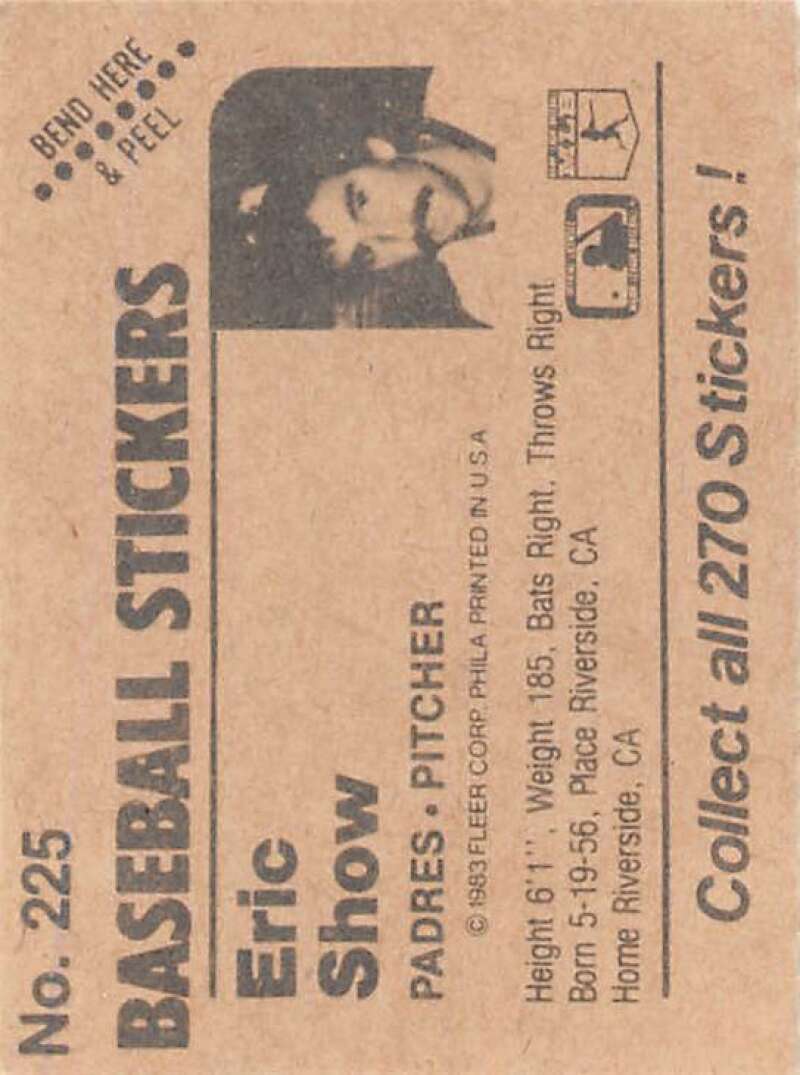 No. 225
BEND HERE
& PEEL
BASEBALL STICKERS
Eric
Show
PADRES • PITCHER
© 1983 FLEER CORP. PHILA PRINTED IN U.S.A
Height 6'1'', Weight 185, Bats Right, Throws Right
Born 5-19-56, Place Riverside, CA
Home Riverside, CA
Collect all 270 Stickers!